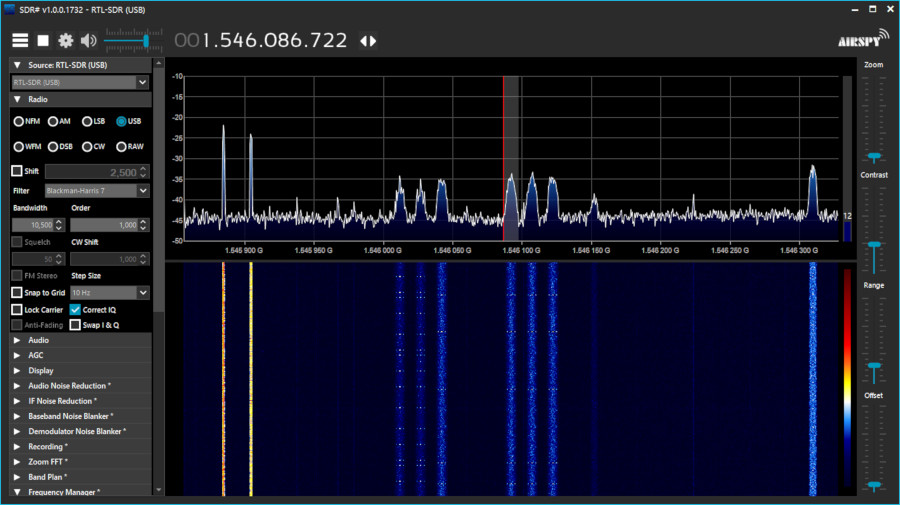 SDR# v1.0.0.1732 - RTL-SDR (USB)
001.546.086.722
AIRSPY
Source: RTL-SDR (USB)
RTL-SDR (USB)
Radio
NFM AM LSB USB
WFM DSB CW RAW
Shift 2,500
Filter Blackman-Harris 7
Bandwidth Order
10,500 1,000
Squelch CW Shift
50 1,000
FM Stereo Step Size
Snap to Grid 10 Hz
Lock Carrier Correct IQ
Anti-Fading Swap I & Q
Audio
AGC
Display
Audio Noise Reduction *
IF Noise Reduction *
Baseband Noise Blanker *
Demodulator Noise Blanker *
Recording *
Zoom FFT *
Band Plan *
Frequency Manager *
-10
-15
-20
-25
-30
-35
-40
-45
-50
12
1.545.900 G 1.545.950 G 1.546.000 G 1.546.050 G 1.546.100 G 1.546.150 G 1.546.200 G 1.546.250 G 1.546.300 G
Zoom
Contrast
Range
Offset